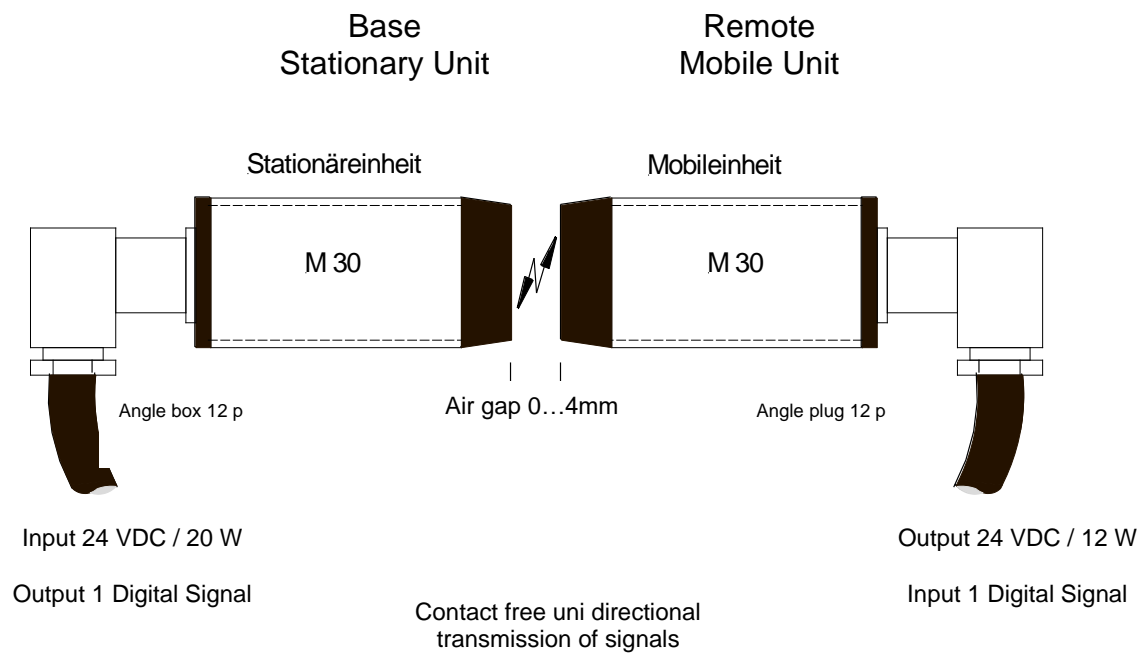 Base
Stationary Unit
Remote
Mobile Unit
Stationäreinheit
Mobileinheit
M 30
M 30
Angle box 12 p
Air gap 0…4mm
Angle plug 12 p
Input 24 VDC / 20 W
Output 24 VDC / 12 W
Output 1 Digital Signal
Input 1 Digital Signal
Contact free uni directional
transmission of signals